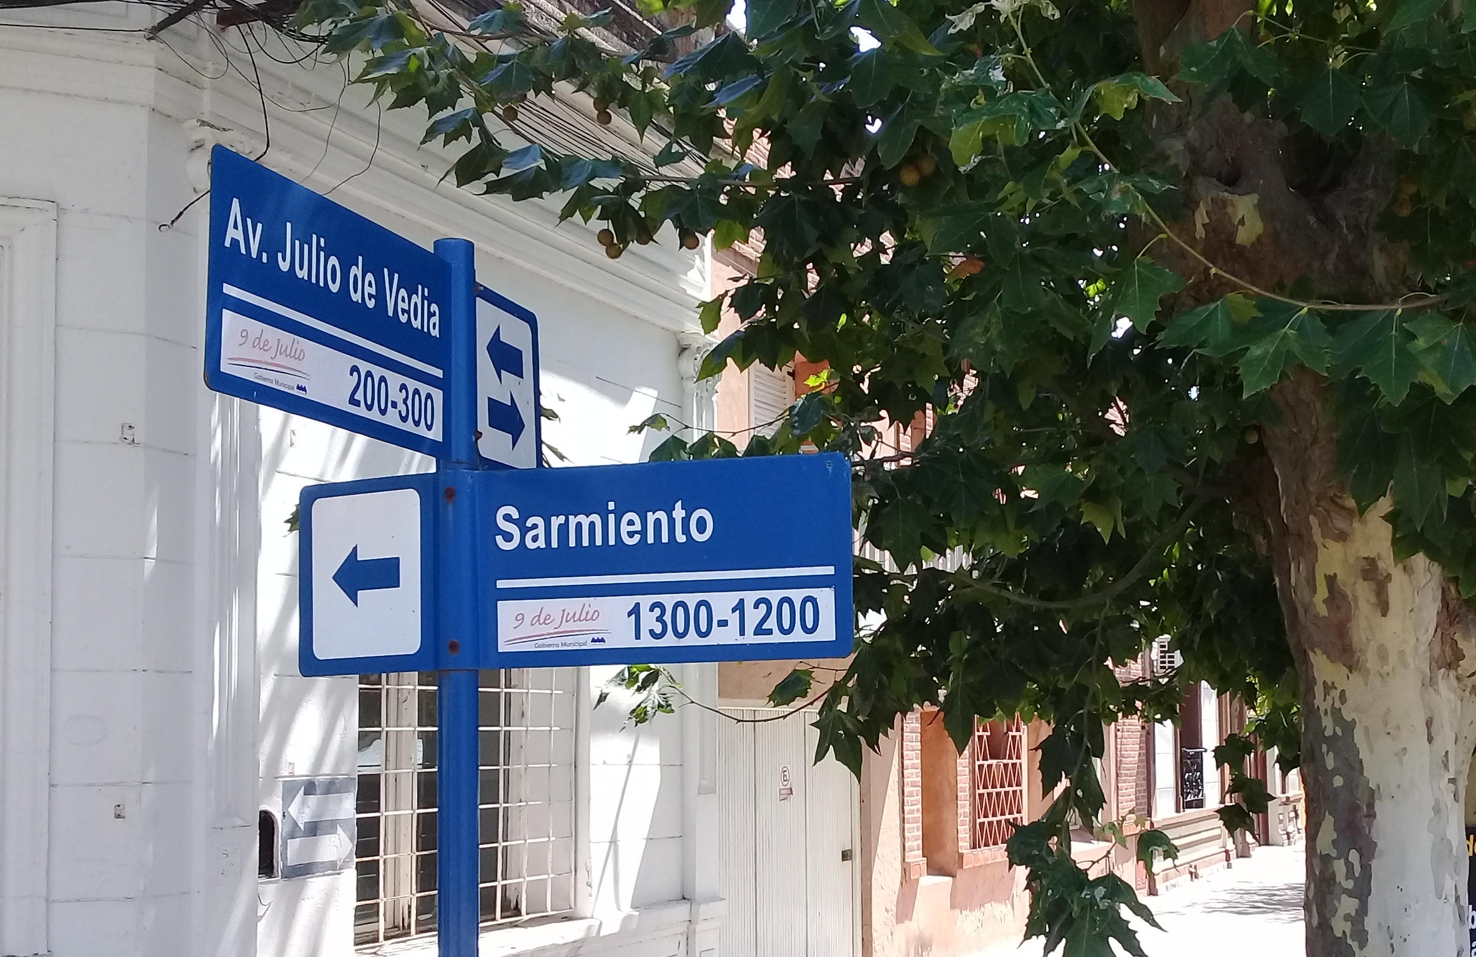 Av. Julio de Vedia
9 de Julio
Gobierno Municipal
200-300
Sarmiento
9 de Julio
Gobierno Municipal
1300-1200
E